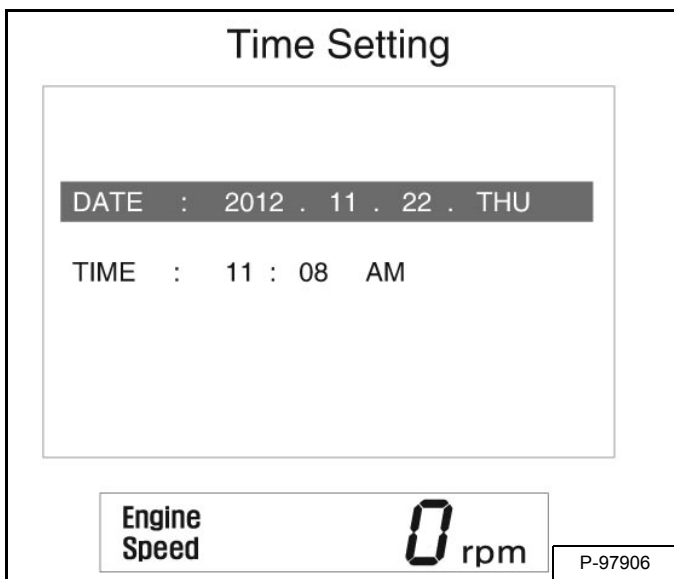 Time Setting
DATE : 2012 . 11 . 22 . THU
TIME : 11 : 08 AM
Engine
Speed
0 rpm
P-97906